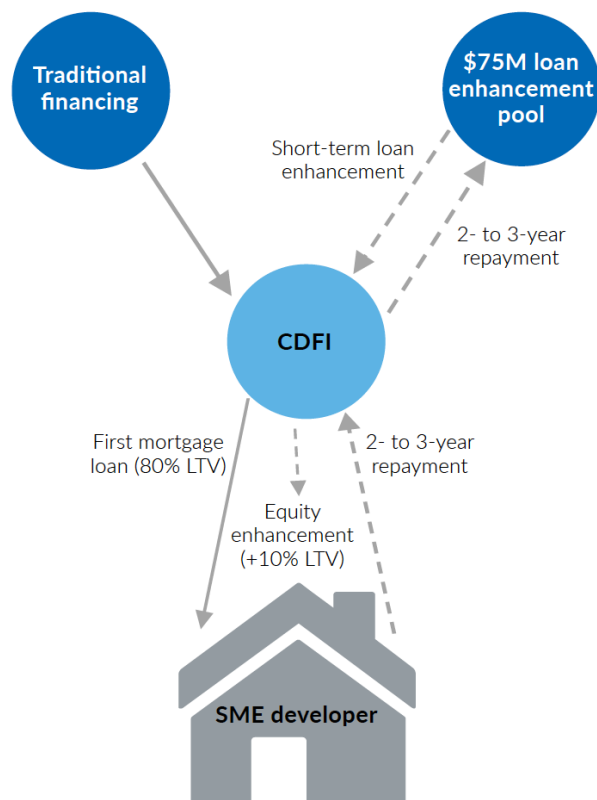 Traditional
financing
$75M loan
enhancement
pool
Short-term loan
enhancement
2- to 3-year
repayment
CDFI
First mortgage
loan (80% LTV)
2- to 3-year
repayment
Equity
enhancement
(+10% LTV)
SME developer